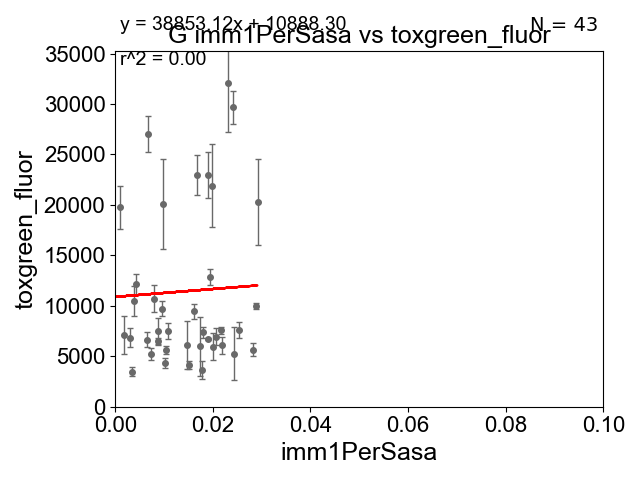 y = 38853.12x + 10888.30
N = 43
G imm1PerSasa vs toxgreen_fluor
r^2 = 0.00
35000
30000
25000
20000
15000
10000
5000
0
toxgreen_fluor
0.00 0.02 0.04 0.06 0.08 0.10
imm1PerSasa